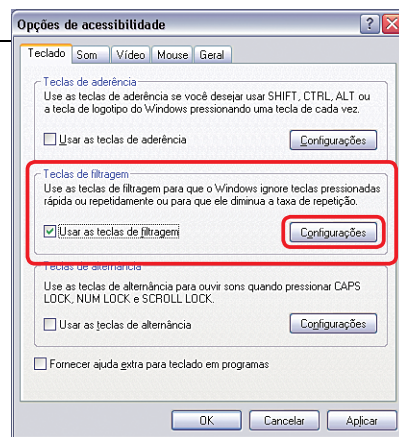 Opções de acessibilidade
Teclado Som Vídeo Mouse Geral
Teclas de aderência
Use as teclas de aderência se você desejar usar SHIFT, CTRL, ALT ou
a tecla de logotipo do Windows pressionando uma tecla de cada vez.
Usar as teclas de aderência Configurações
Teclas de filtragem
Use as teclas de filtragem para que o Windows ignore teclas pressionadas
rápida ou repetidamente ou para que ele diminua a taxa de repetição.
Usar as teclas de filtragem Configurações
Teclas de alternância
Use as teclas de alternância para ouvir sons quando pressionar CAPS
LOCK, NUM LOCK e SCROLL LOCK.
Usar as teclas de alternância Configurações
Fornecer ajuda extra para teclado em programas
OK Cancelar Aplicar